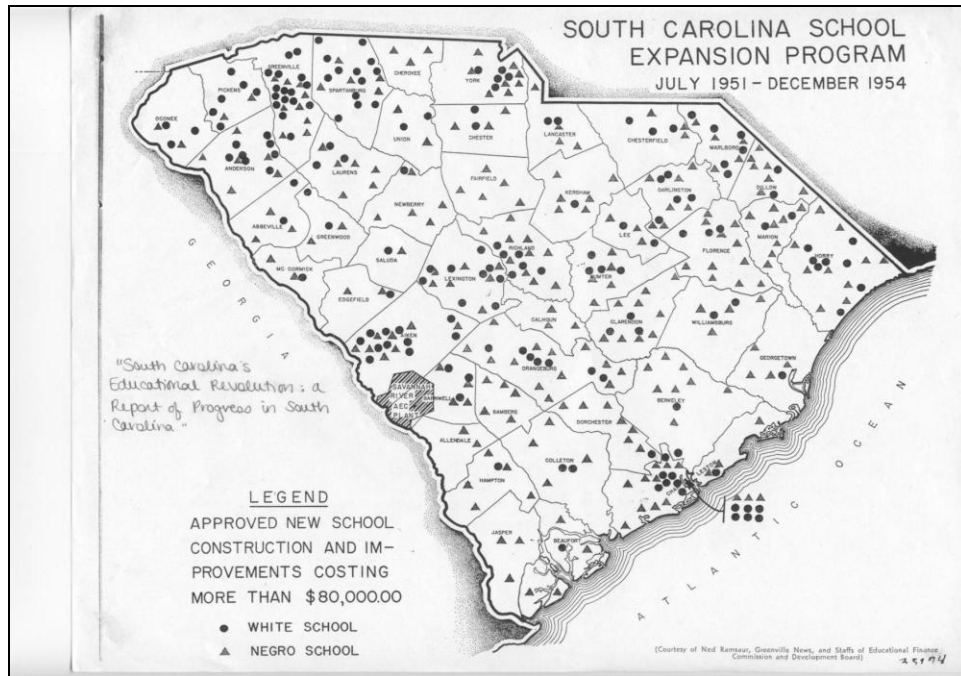 SOUTH CAROLINA SCHOOL
EXPANSION PROGRAM
JULY 1951 – DECEMBER 1954
GREENVILLE
CHEROKEE
YORK
PICKENS
SPARTANBURG
OCONEE
UNION
CHESTER
LANCASTER
CHESTERFIELD
MARLBORO
ANDERSON
LAURENS
FAIRFIELD
KERSHAW
DARLINGTON
DILLON
NEWBERRY
ABBEVILLE
GREENWOOD
LEE
FLORENCE
MARION
SALUDA
RICHLAND
HORRY
MC CORMICK
LEXINGTON
SUMTER
EDGEFIELD
CALHOUN
CLARENDON
WILLIAMSBURG
AIKEN
ORANGEBURG
GEORGETOWN
SAVANNAH
RIVER
AEC
PLANT
BARNWELL
BAMBERG
BERKELEY
DORCHESTER
ALLENDALE
COLLETON
HAMPTON
JASPER
BEAUFORT
GEORGIA
ATLANTIC OCEAN
"South Carolina's
Educational Revolution: a
Report of Progress in South
Carolina"
LEGEND
APPROVED NEW SCHOOL
CONSTRUCTION AND IM-
PROVEMENTS COSTING
MORE THAN $80,000.00
WHITE SCHOOL
NEGRO SCHOOL
(Courtesy of Ned Ramsaur, Greenville News, and Staffs of Educational Finance
Commission and Development Board)